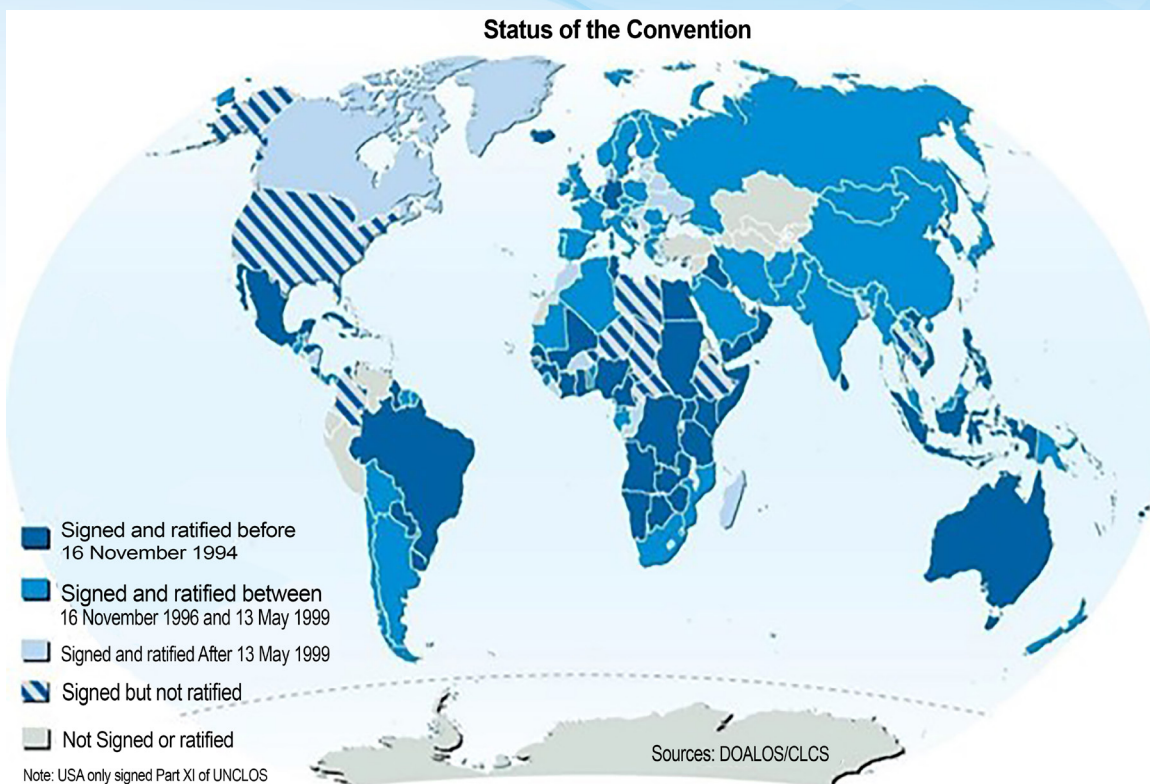 Status of the Convention
Signed and ratified before
16 November 1994
Signed and ratified between
16 November 1996 and 13 May 1999
Signed and ratified After 13 May 1999
Signed but not ratified
Not Signed or ratified
Note: USA only signed Part XI of UNCLOS
Sources: DOALOS/CLCS